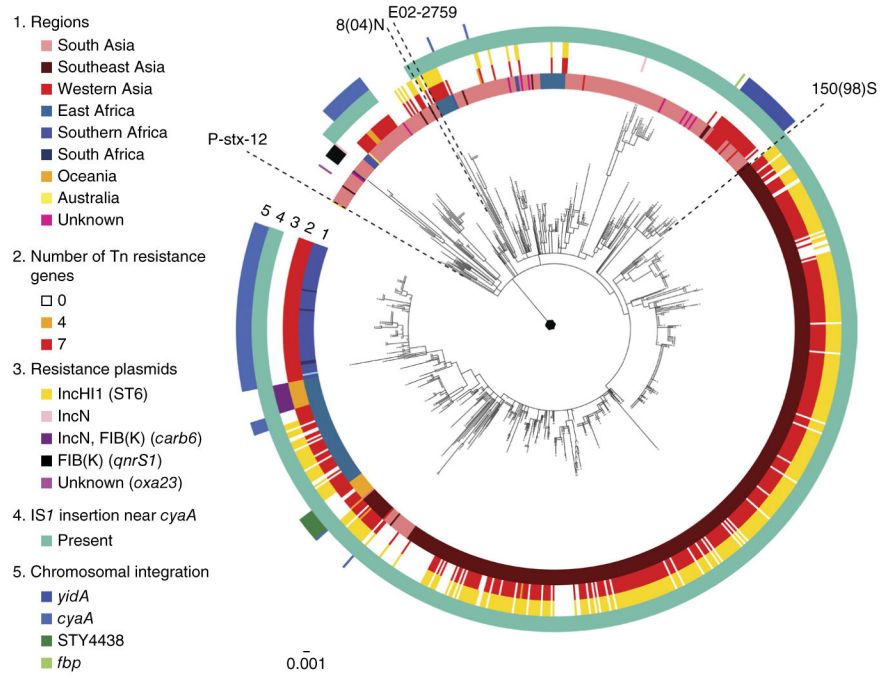 1. Regions
South Asia
Southeast Asia
Western Asia
East Africa
Southern Africa
South Africa
Oceania
Australia
Unknown
2. Number of Tn resistance
genes
0
4
7
3. Resistance plasmids
IncHI1 (ST6)
IncN
IncN, FIB(K) (carb6)
FIB(K) (qnrS1)
Unknown (oxa23)
4. IS1 insertion near cyaA
Present
5. Chromosomal integration
yidA
cyaA
STY4438
fbp
E02-2759
8(04)N
150(98)S
P-stx-12
5 4 3 2 1
0.001